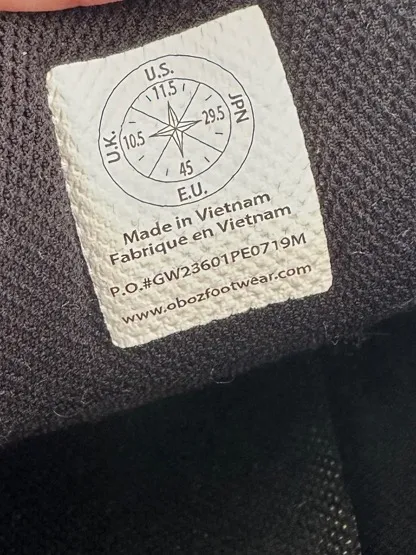 U.S.
11.5
JPN
29.5
U.K.
10.5
45
E.U.
Made in Vietnam
Fabrique en Vietnam
P.O.#GW23601PE0719M
www.obozfootwear.com